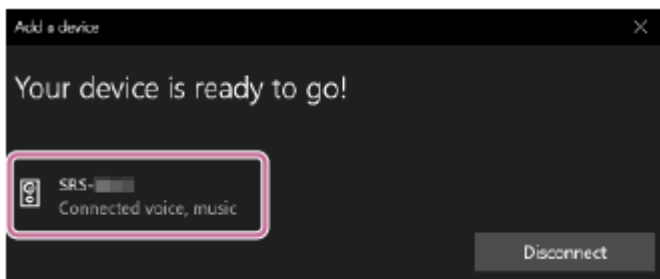 Add a device
Your device is ready to go!
SRS-
Connected voice, music
Disconnect